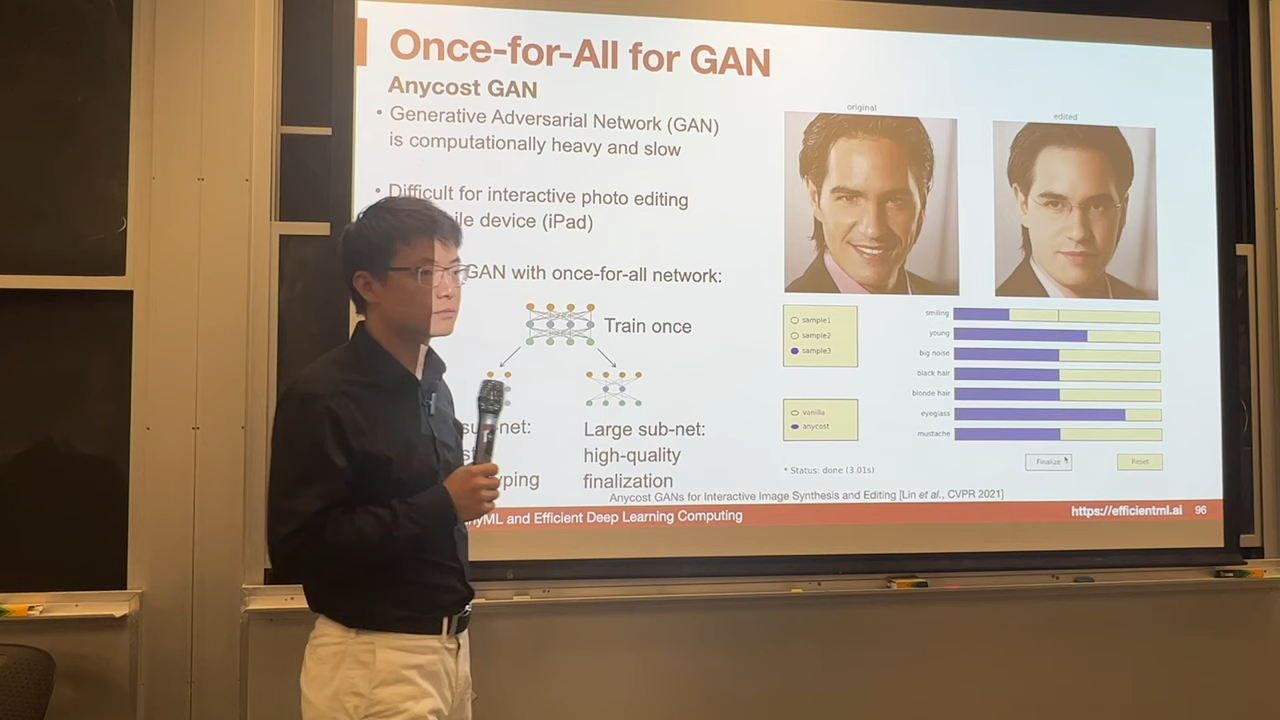 Once-for-All for GAN
Anycost GAN
• Generative Adversarial Network (GAN)
is computationally heavy and slow
• Difficult for interactive photo editing
device (iPad)
GAN with once-for-all network:
Train once
net:
Large sub-net:
high-quality
finalization
original
edited
sample1
sample2
sample3
vanilla
anycost
smiling
young
big noise
black hair
blonde hair
eyeglass
mustache
Finalize
Reset
* Status: done (3.01s)
Anycost GANs for Interactive Image Synthesis and Editing [Lin et al., CVPR 2021]
and Efficient Deep Learning Computing
https://efficientml.ai
96